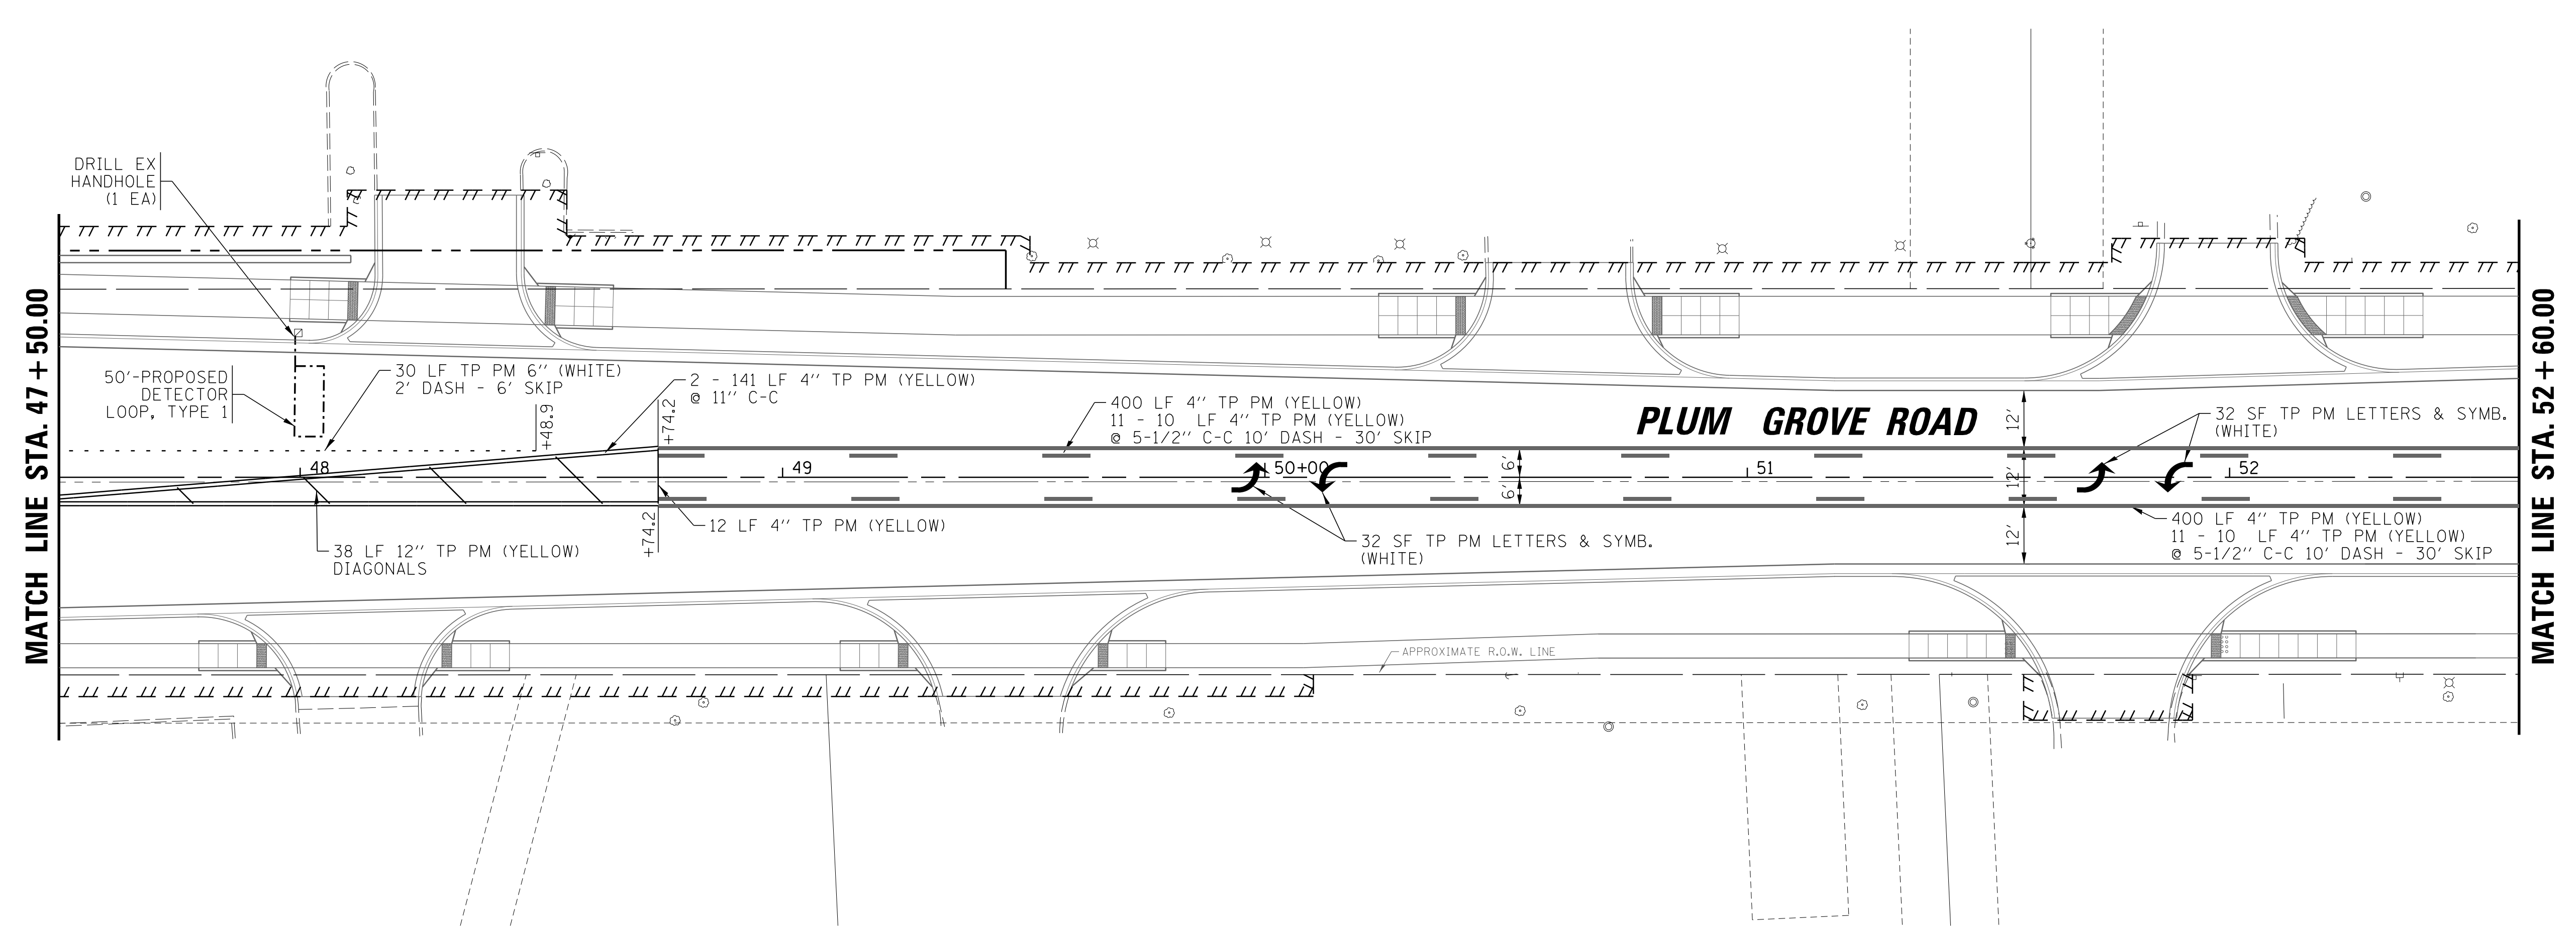 DRILL EX
HANDHOLE
(1 EA)
MATCH LINE STA. 47+50.00
50'-PROPOSED
DETECTOR
LOOP, TYPE 1
30 LF TP PM 6" (WHITE)
2' DASH - 6' SKIP
2 - 141 LF 4" TP PM (YELLOW)
@ 11" C-C
+48.9
+74.2
400 LF 4" TP PM (YELLOW)
11 - 10 LF 4" TP PM (YELLOW)
@ 5-1/2" C-C 10' DASH - 30' SKIP
PLUM GROVE ROAD
12'
32 SF TP PM LETTERS & SYMB.
(WHITE)
48
49
50+00
6'
6'
51
12'
52
+74.2
12 LF 4" TP PM (YELLOW)
38 LF 12" TP PM (YELLOW)
DIAGONALS
32 SF TP PM LETTERS & SYMB.
(WHITE)
12'
400 LF 4" TP PM (YELLOW)
11 - 10 LF 4" TP PM (YELLOW)
@ 5-1/2" C-C 10' DASH - 30' SKIP
APPROXIMATE R.O.W. LINE
MATCH LINE STA. 52+60.00